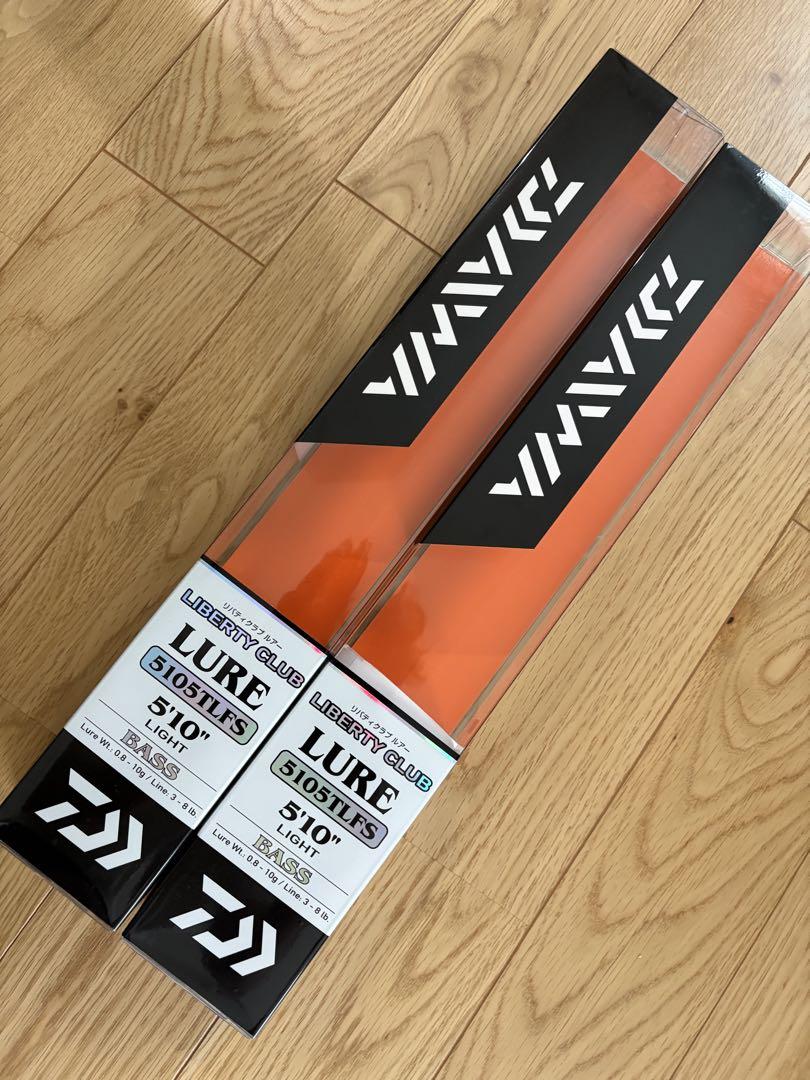 DAIWA
リバティクラブ ルアー
LIBERTY CLUB
LURE
5105TLFS
5'10"
LIGHT
BASS
Lure Wt.: 0.8 - 10g / Line: 3 - 8 lb.
DAIWA
リバティクラブ ルアー
LIBERTY CLUB
LURE
5105TLFS
5'10"
LIGHT
BASS
Lure Wt.: 0.8 - 10g / Line: 3 - 8 lb.